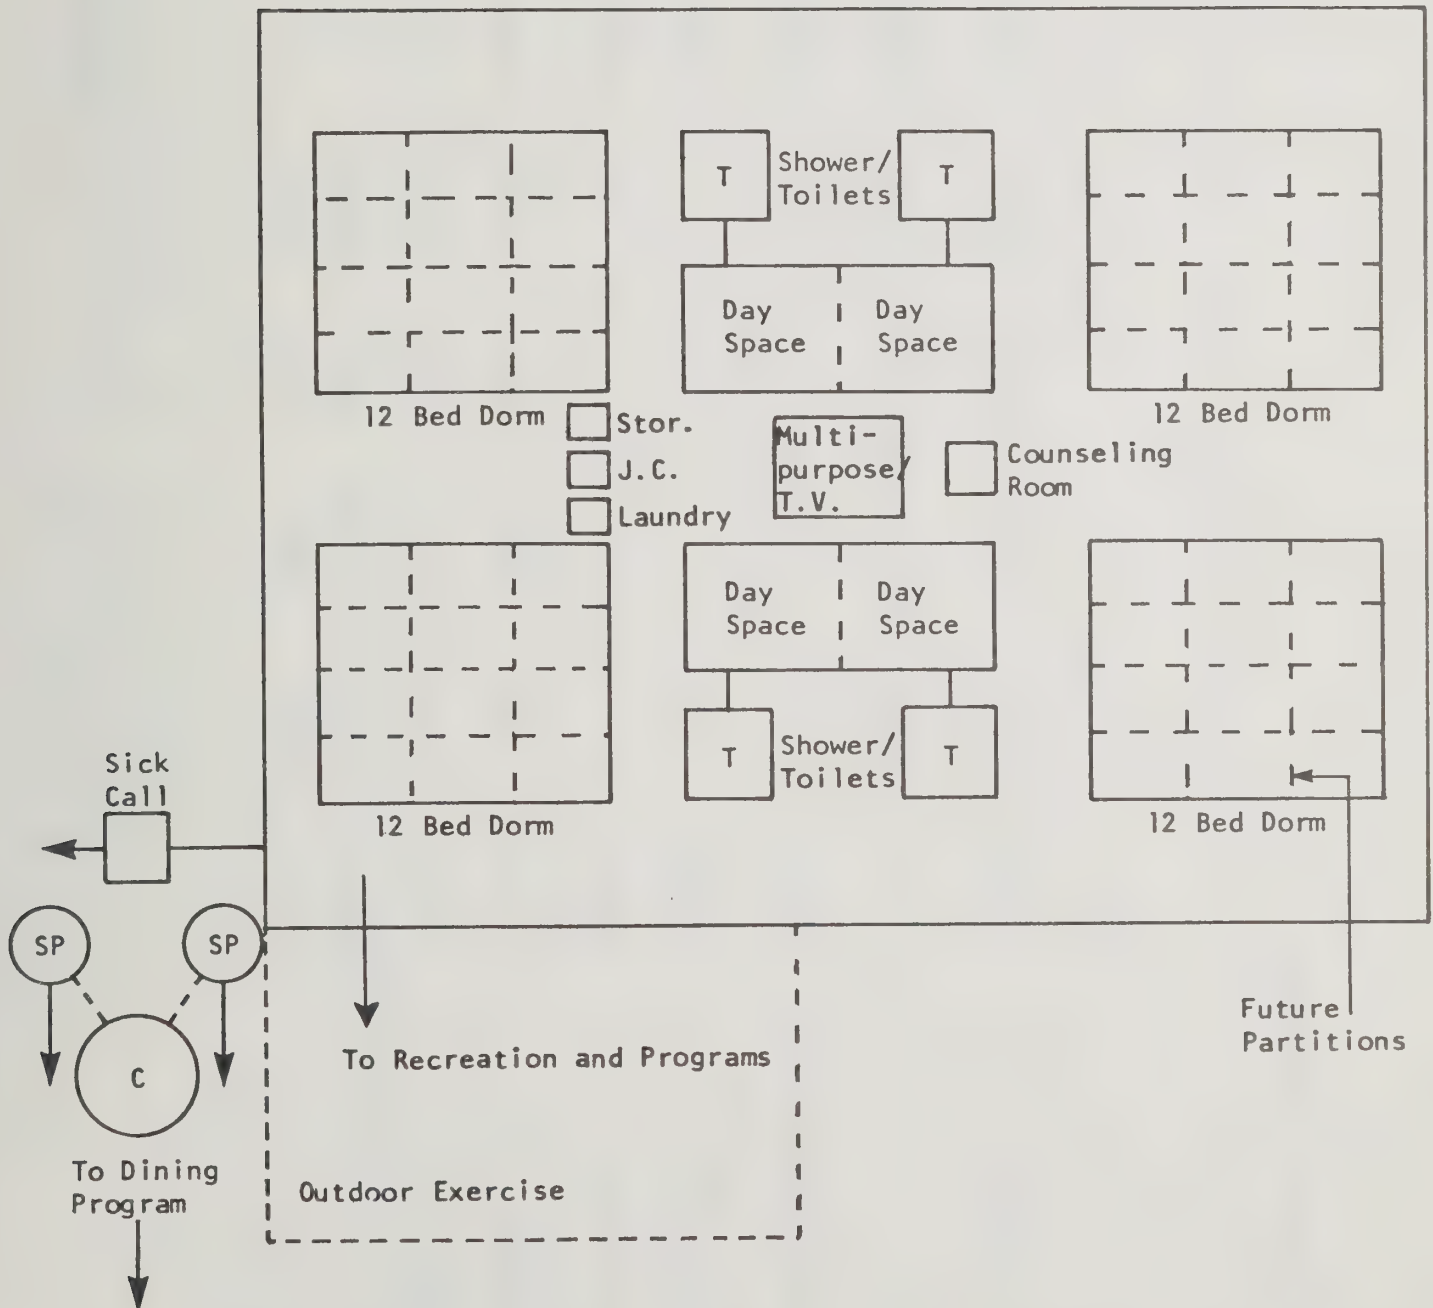 T
Shower/
Toilets
T
Day
Space
Day
Space
12 Bed Dorm
12 Bed Dorm
Stor.
J.C.
Laundry
Multi-
purpose/
T.V.
Counseling
Room
Day
Space
Day
Space
T
Shower/
Toilets
T
12 Bed Dorm
12 Bed Dorm
Sick
Call
SP
SP
C
To Recreation and Programs
Future
Partitions
To Dining
Program
Outdoor Exercise